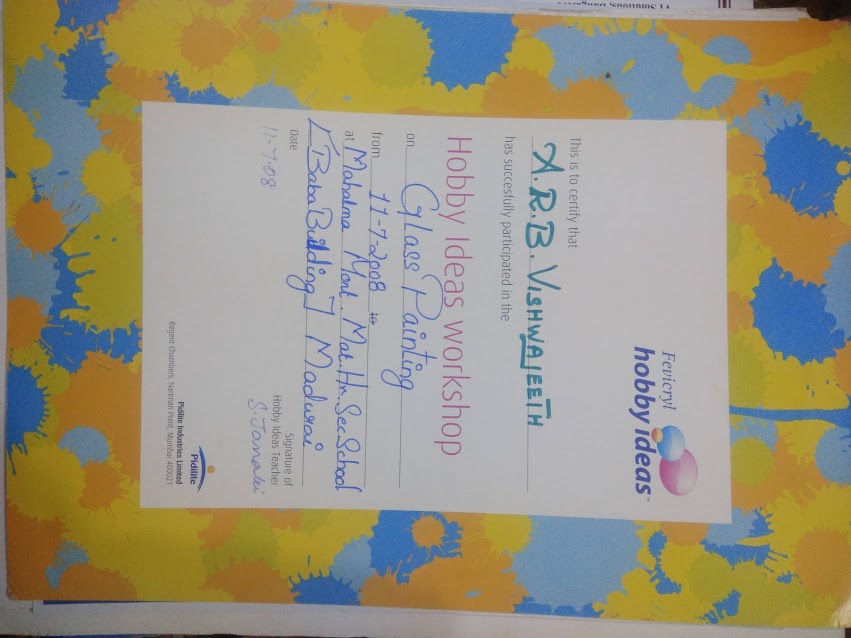 Fevicryl
hobby ideas™
This is to certify that
A.R.B. VISHWAJEETH
has succesfully participated in the
Hobby Ideas workshop
on Glass Painting
from 11-7-2008 to
at Mahatma Mont. Mat. Hr. Sec School
[Baba Building] Madurai
Date
11.7.08
Signature of
Hobby Ideas Teacher
S. Janaki
Pidilite
Pidilite Industries Limited
Regent Chambers, Nariman Point, Mumbai 400021